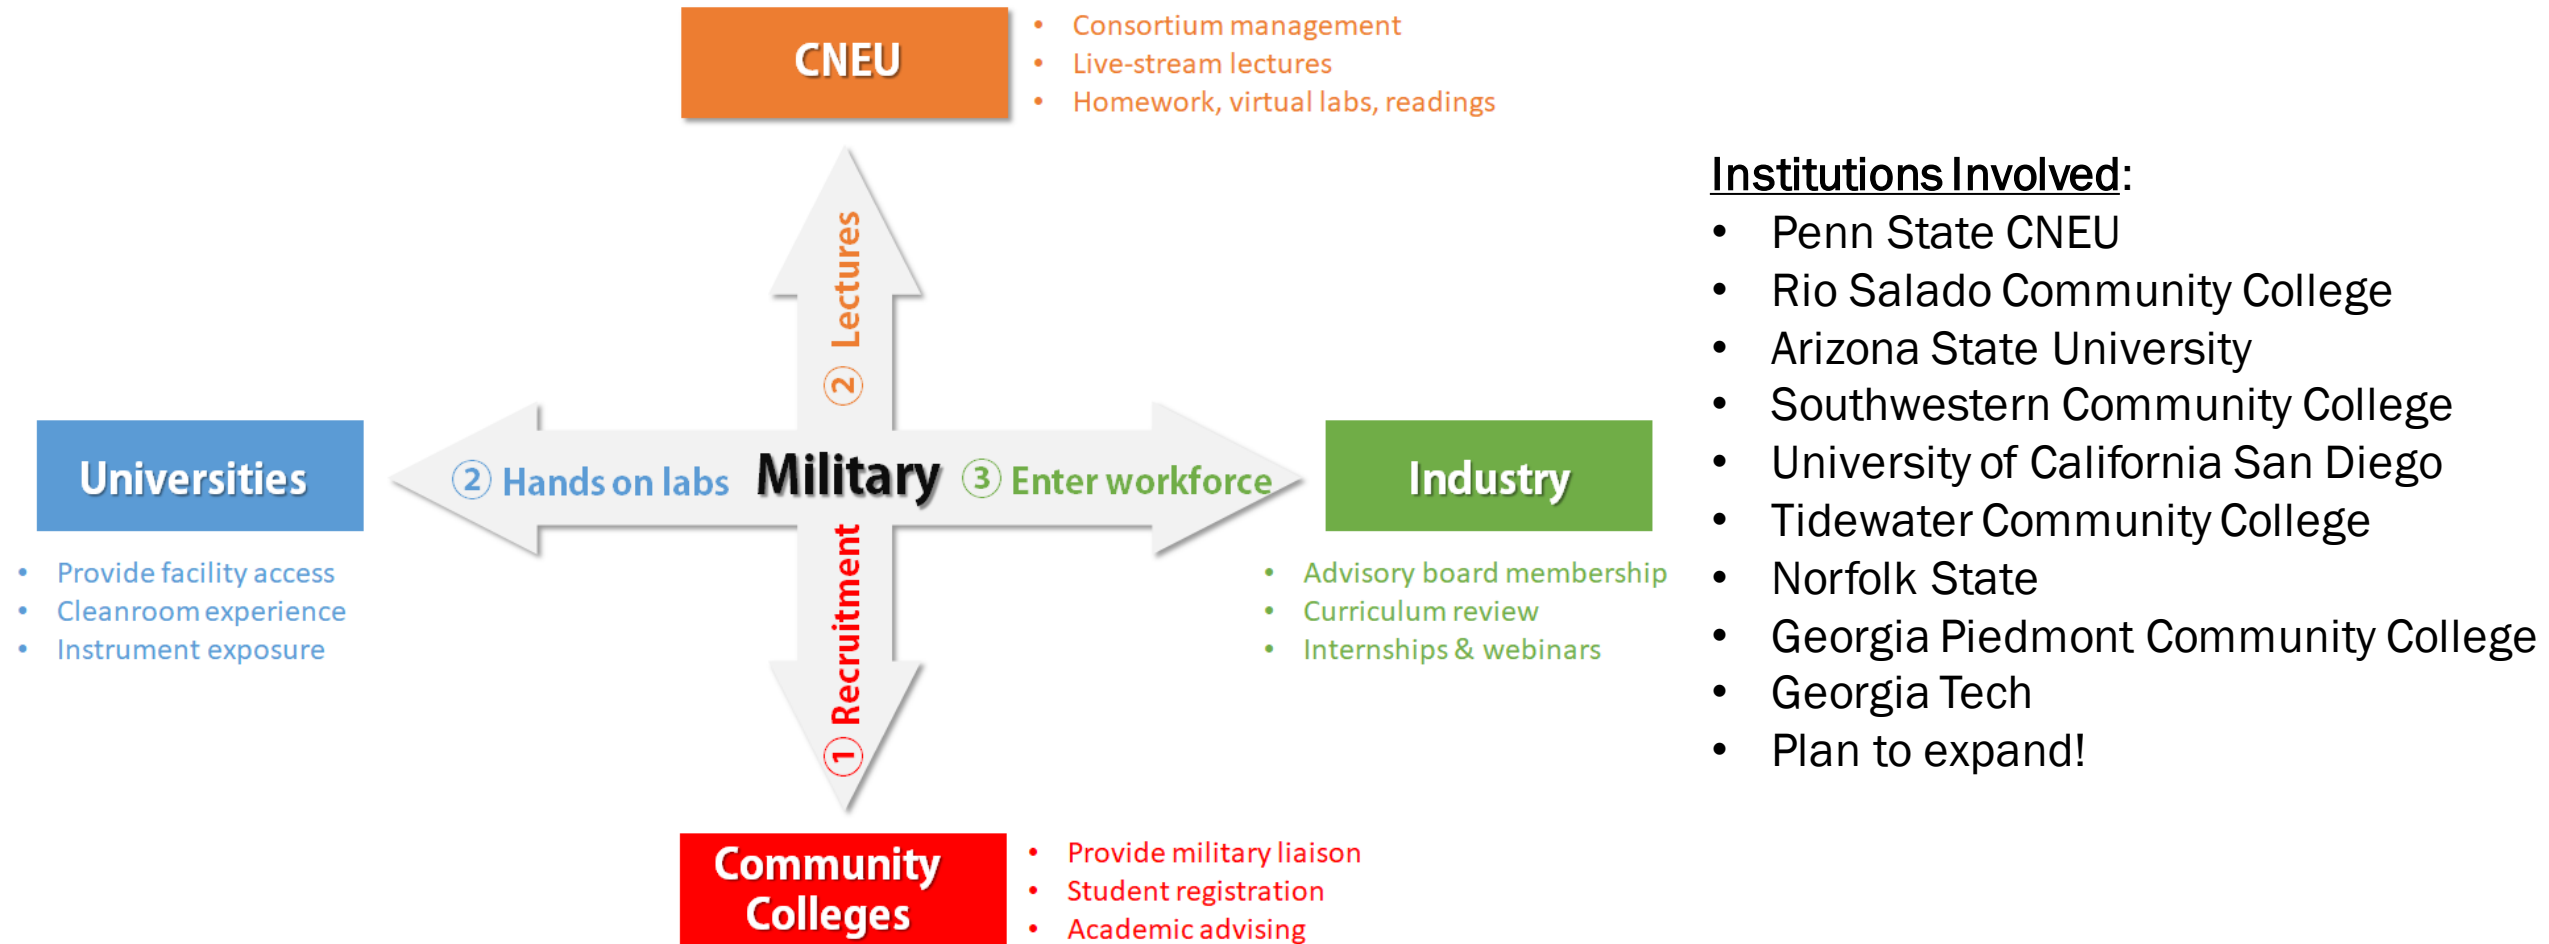 CNEU
• Consortium management
• Live-stream lectures
• Homework, virtual labs, readings
② Lectures
Universities
② Hands on labs
Military
③ Enter workforce
Industry
• Provide facility access
• Cleanroom experience
• Instrument exposure
① Recruitment
• Advisory board membership
• Curriculum review
• Internships & webinars
Community
Colleges
• Provide military liaison
• Student registration
• Academic advising
Institutions Involved:
• Penn State CNEU
• Rio Salado Community College
• Arizona State University
• Southwestern Community College
• University of California San Diego
• Tidewater Community College
• Norfolk State
• Georgia Piedmont Community College
• Georgia Tech
• Plan to expand!